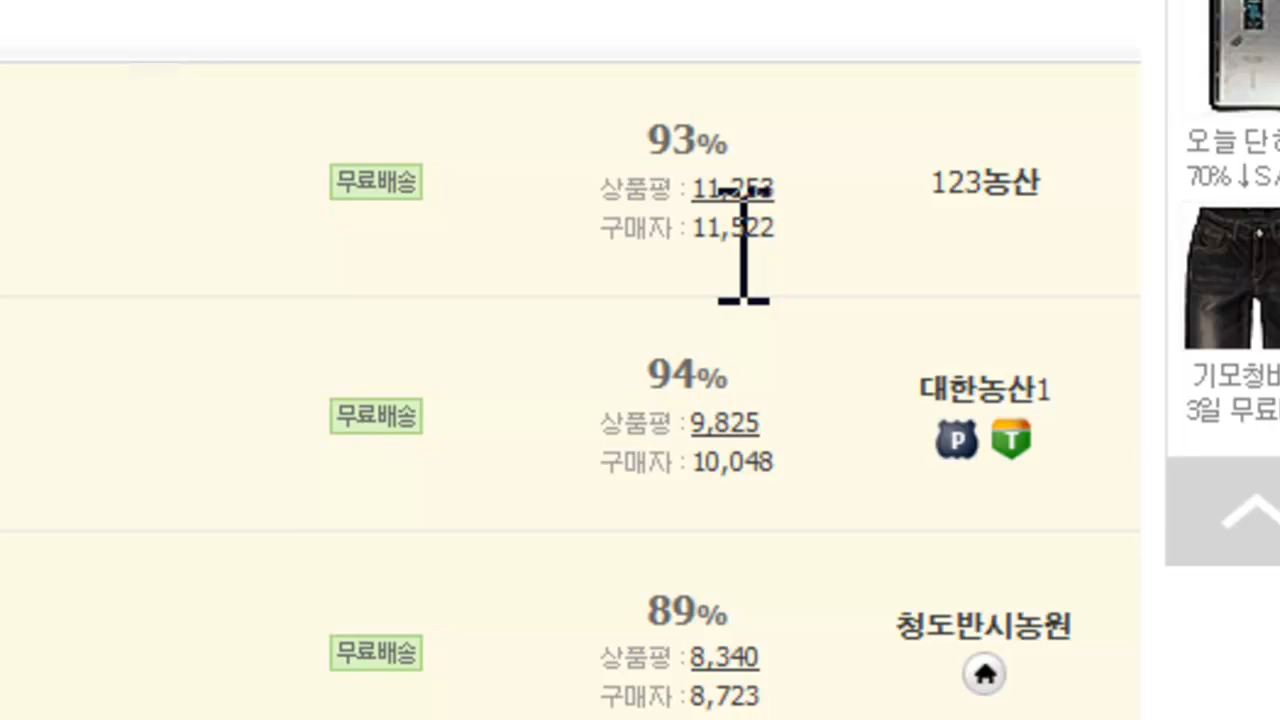 93%
무료배송
상품평 : 11,253
123농산
구매자 : 11,522
94%
대한농산1
무료배송
상품평 : 9,825
P T
구매자 : 10,048
89%
청도반시농원
무료배송
상품평 : 8,340
구매자 : 8,723
오늘 단
70%↓SA
기모청바
3일 무료